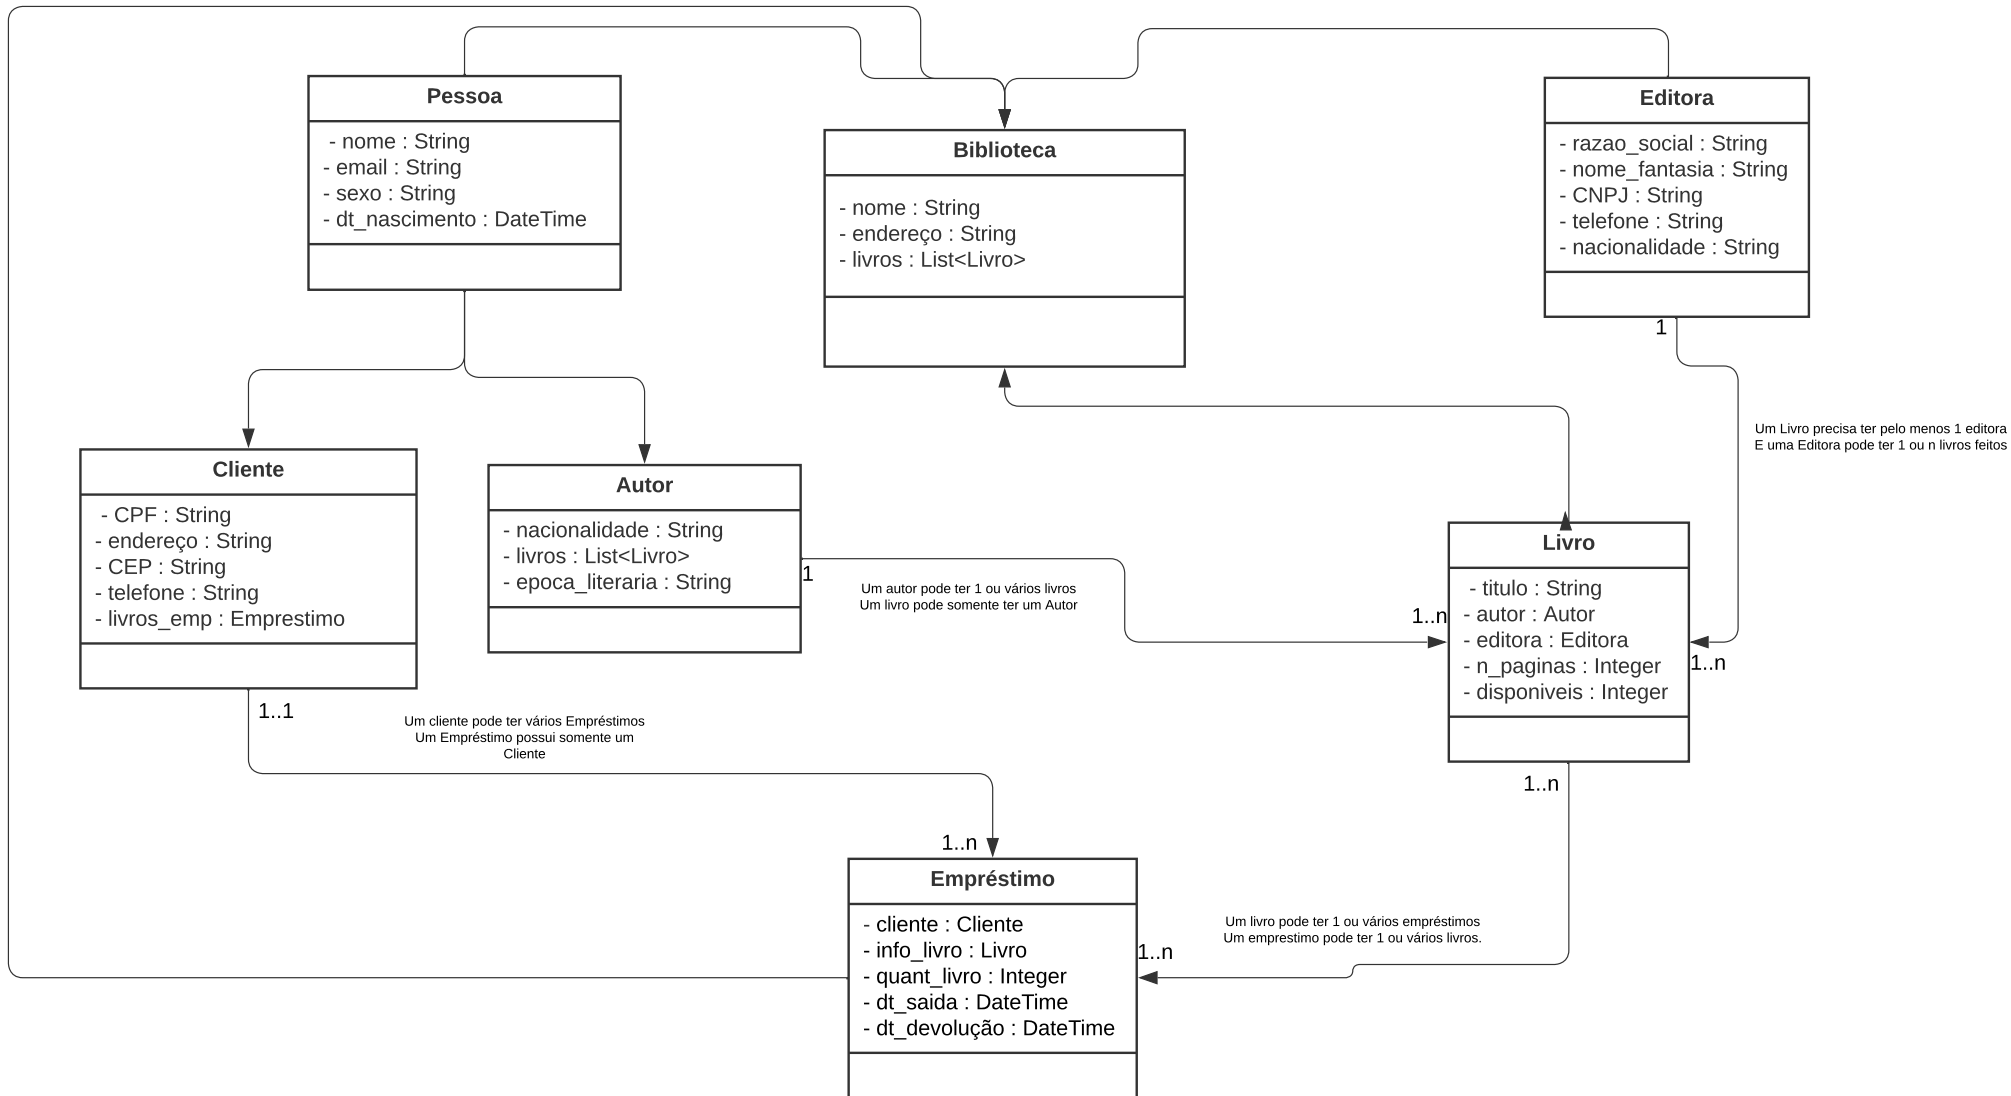 Pessoa
- nome : String
- email : String
- sexo : String
- dt_nascimento : DateTime
Biblioteca
- nome : String
- endereço : String
- livros : List<Livro>
Editora
- razao_social : String
- nome_fantasia : String
- CNPJ : String
- telefone : String
- nacionalidade : String
1
Um Livro precisa ter pelo menos 1 editora
E uma Editora pode ter 1 ou n livros feitos
Cliente
- CPF : String
- endereço : String
- CEP : String
- telefone : String
- livros_emp : Emprestimo
1..1
Autor
- nacionalidade : String
- livros : List<Livro>
- epoca_literaria : String
1
Um autor pode ter 1 ou vários livros
Um livro pode somente ter um Autor
1..n
Livro
- titulo : String
- autor : Autor
- editora : Editora
- n_paginas : Integer
- disponiveis : Integer
1..n
1..n
Um cliente pode ter vários Empréstimos
Um Empréstimo possui somente um
Cliente
1..n
Empréstimo
- cliente : Cliente
- info_livro : Livro
- quant_livro : Integer
- dt_saida : DateTime
- dt_devolução : DateTime
1..n
Um livro pode ter 1 ou vários empréstimos
Um emprestimo pode ter 1 ou vários livros.